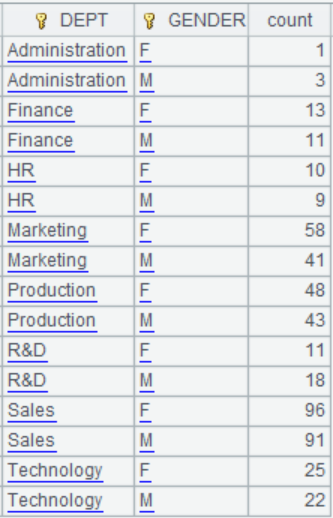 DEPT GENDER count
Administration F 1
Administration M 3
Finance F 13
Finance M 11
HR F 10
HR M 9
Marketing F 58
Marketing M 41
Production F 48
Production M 43
R&D F 11
R&D M 18
Sales F 96
Sales M 91
Technology F 25
Technology M 22